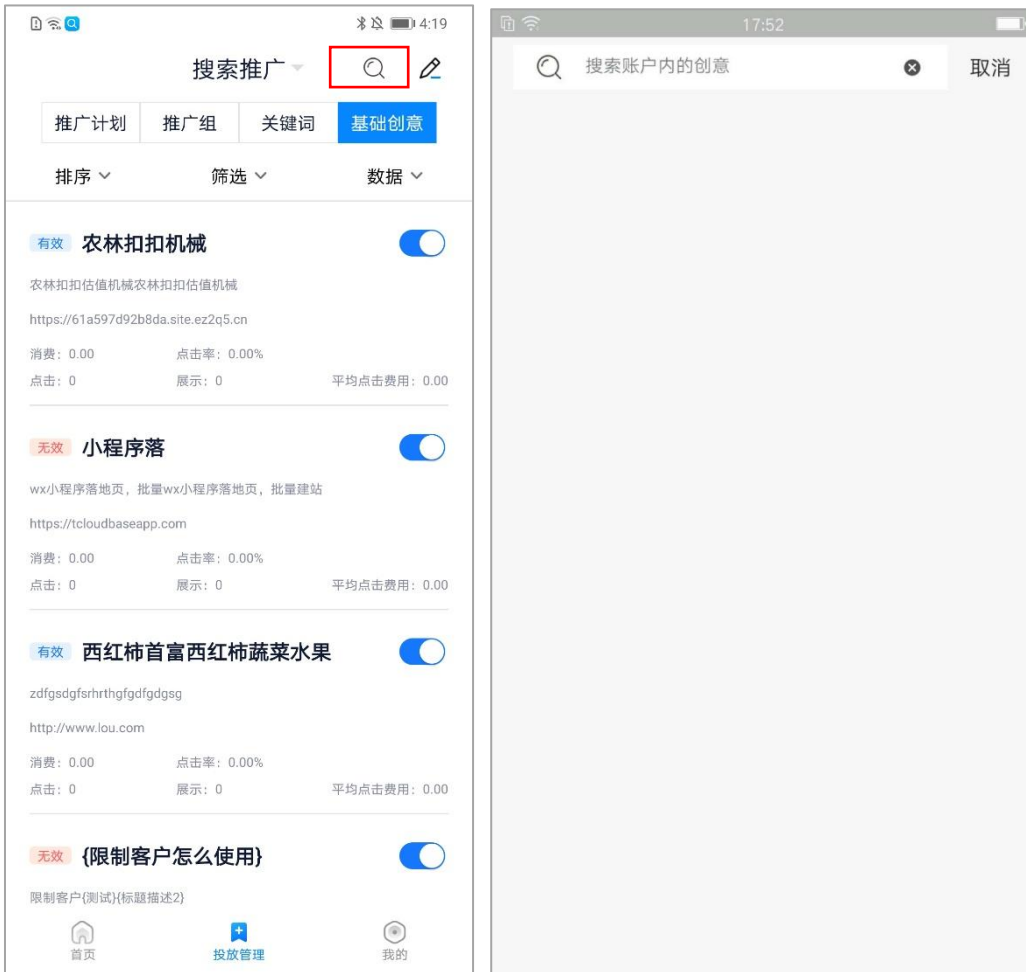 4:19
搜索推广
推广计划 推广组 关键词 基础创意
排序 筛选 数据
有效 农林扣扣机械
农林扣扣估值机械农林扣扣估值机械
https://61a597d92b8da.site.ez2q5.cn
消费：0.00 点击率：0.00%
点击：0 展示：0 平均点击费用：0.00
无效 小程序落
wx小程序落地页，批量wx小程序落地页，批量建站
https://tcloudbaseapp.com
消费：0.00 点击率：0.00%
点击：0 展示：0 平均点击费用：0.00
有效 西红柿首富西红柿蔬菜水果
zdfgsdgfsrhrthgfgdfgdgsg
http://www.lou.com
消费：0.00 点击率：0.00%
点击：0 展示：0 平均点击费用：0.00
无效 {限制客户怎么使用}
限制客户{测试}{标题描述2}
首页 投放管理 我的
17:52
搜索账户内的创意 取消